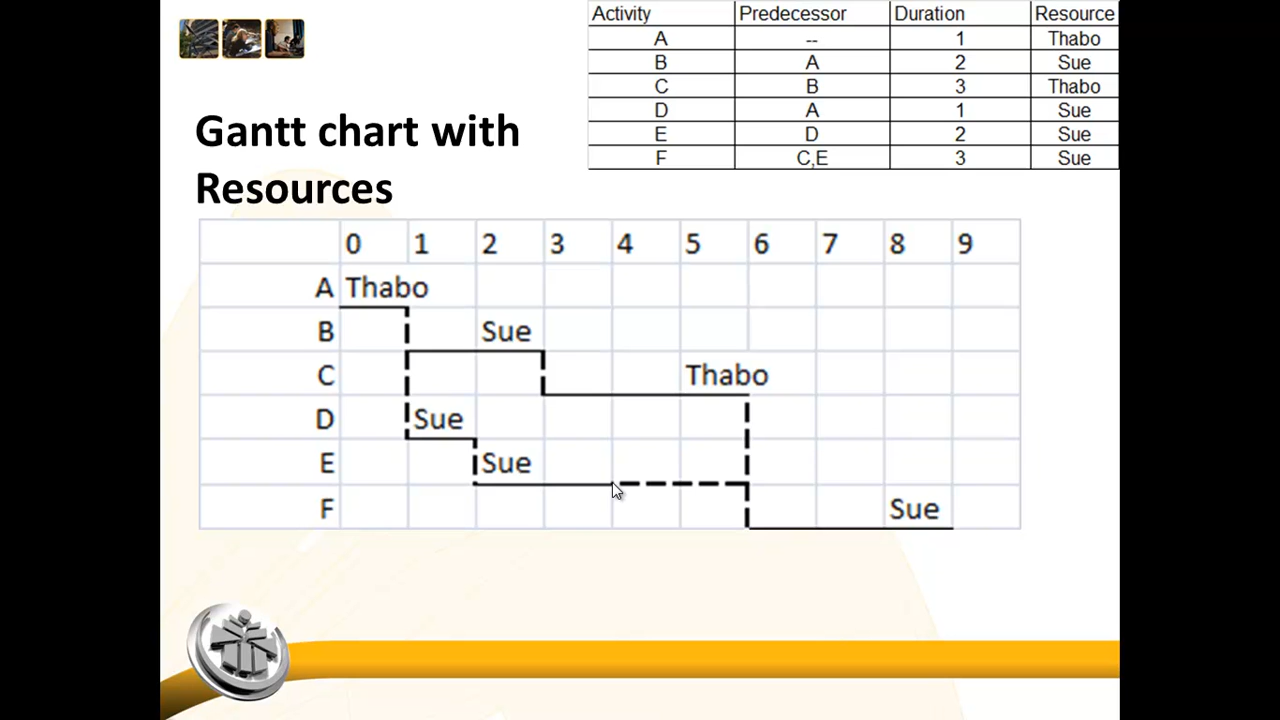 Activity Predecessor Duration Resource
A -- 1 Thabo
B A 2 Sue
C B 3 Thabo
D A 1 Sue
E D 2 Sue
F C,E 3 Sue
Gantt chart with
Resources
0 1 2 3 4 5 6 7 8 9
A Thabo
B Sue
C Thabo
D Sue
E Sue
F Sue